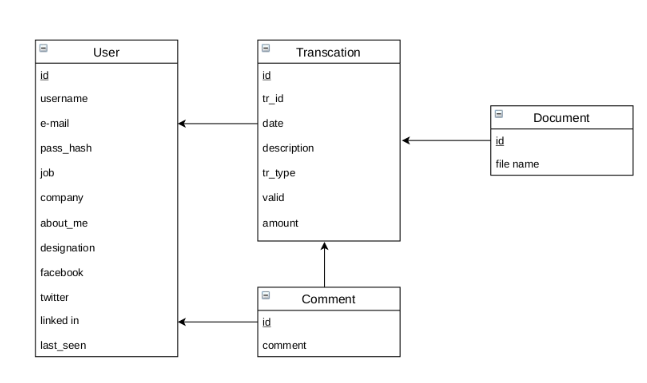 User
id
username
e-mail
pass_hash
job
company
about_me
designation
facebook
twitter
linked in
last_seen
Transcation
id
tr_id
date
description
tr_type
valid
amount
Document
id
file name
Comment
id
comment